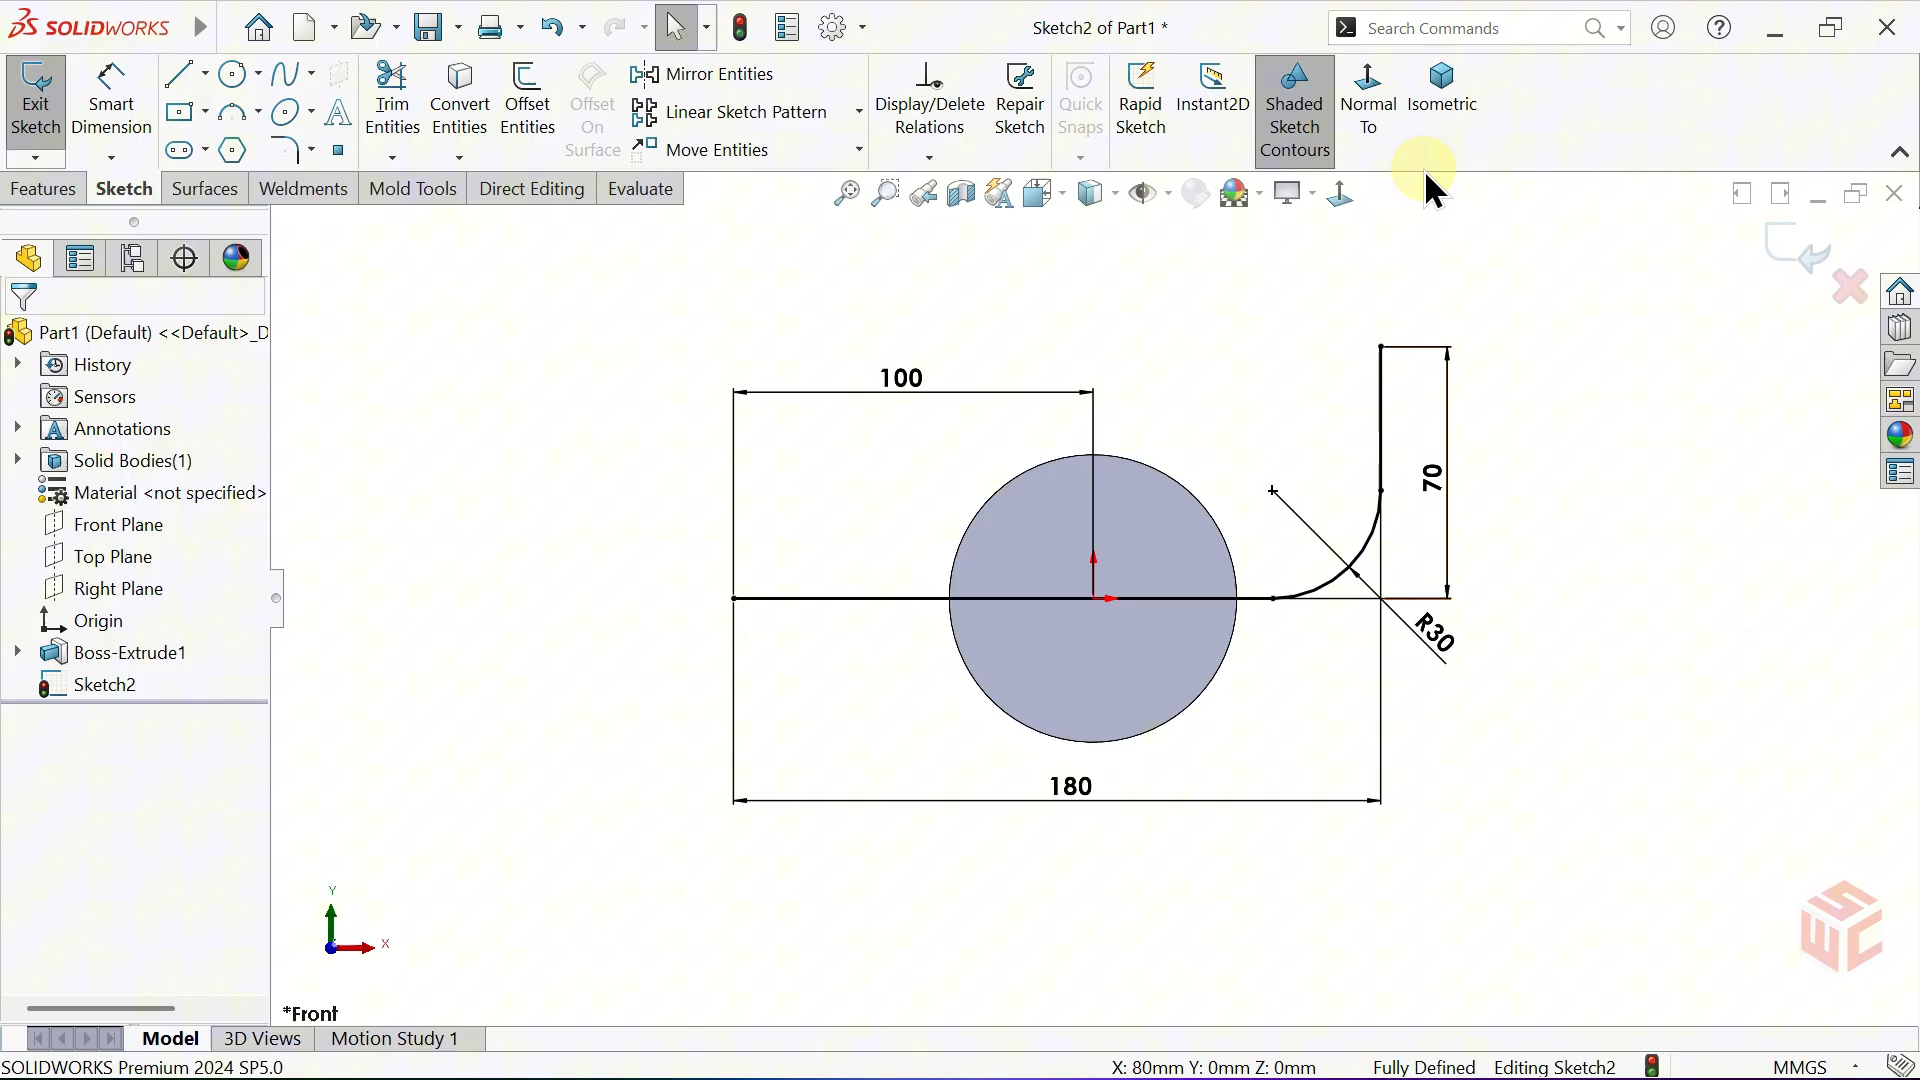 SOLIDWORKS
Sketch2 of Part1 *
Search Commands
Exit Sketch
Smart Dimension
Trim Entities
Convert Entities
Offset Entities
Offset On Surface
Mirror Entities
Linear Sketch Pattern
Move Entities
Display/Delete Relations
Repair Sketch
Quick Snaps
Rapid Sketch
Instant2D
Shaded Sketch Contours
Normal To
Isometric
Features
Sketch
Surfaces
Weldments
Mold Tools
Direct Editing
Evaluate
Part1 (Default) <<Default>_D
History
Sensors
Annotations
Solid Bodies(1)
Material <not specified>
Front Plane
Top Plane
Right Plane
Origin
Boss-Extrude1
Sketch2
100
70
R30
180
Y
X
*Front
SWC
Model
3D Views
Motion Study 1
SOLIDWORKS Premium 2024 SP5.0
X: 80mm Y: 0mm Z: 0mm
Fully Defined
Editing Sketch2
MMGS